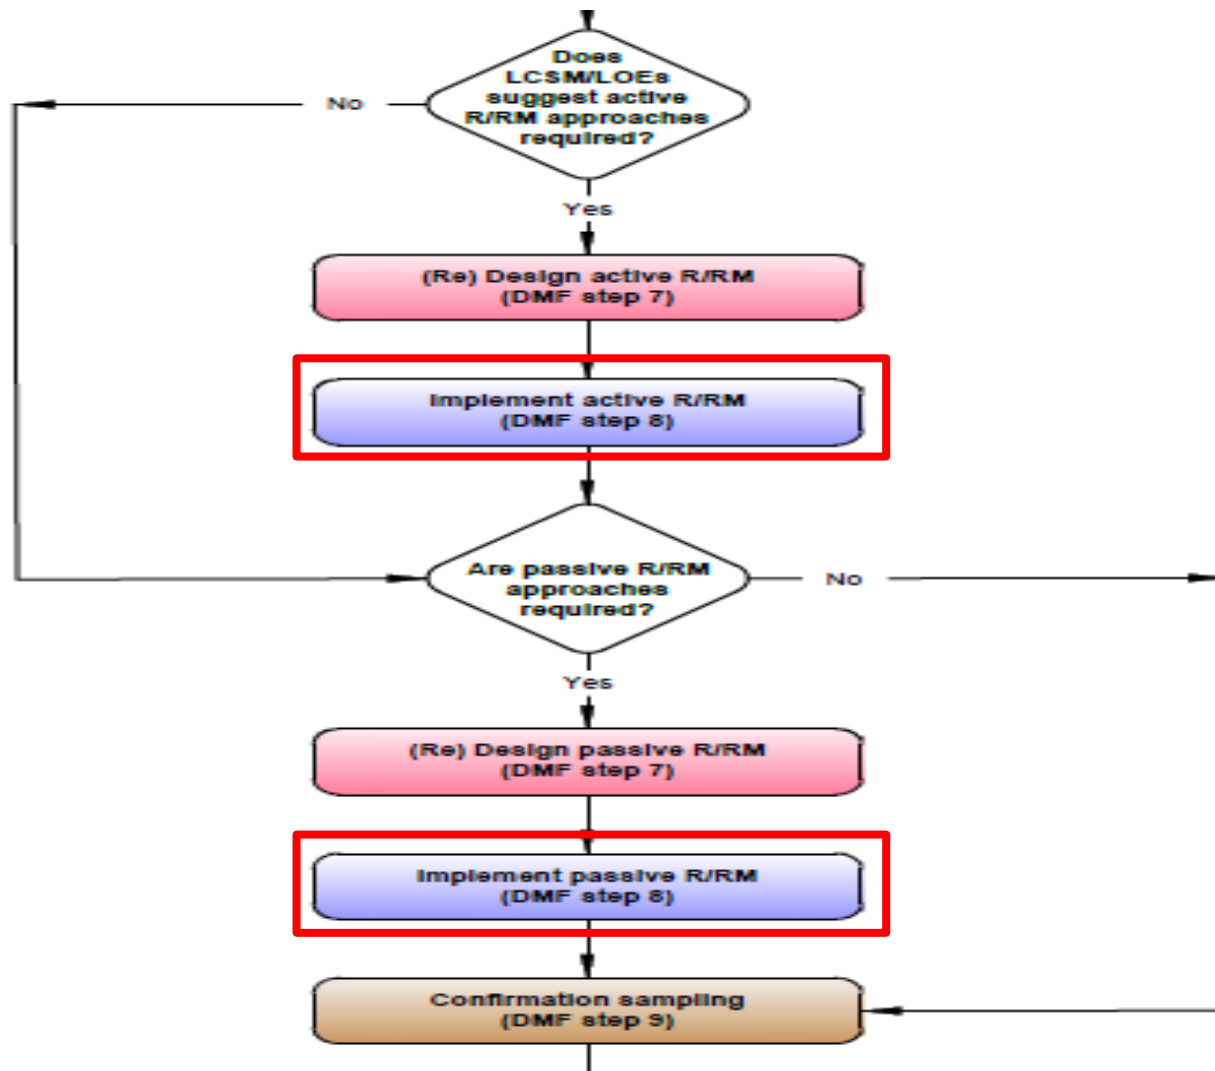 Does
LCSM/LOEs
suggest active
R/RM approaches
required?
No
Yes
(Re) Design active R/RM
(DMF step 7)
Implement active R/RM
(DMF step 8)
Are passive R/RM
approaches
required?
No
Yes
(Re) Design passive R/RM
(DMF step 7)
Implement passive R/RM
(DMF step 8)
Confirmation sampling
(DMF step 9)